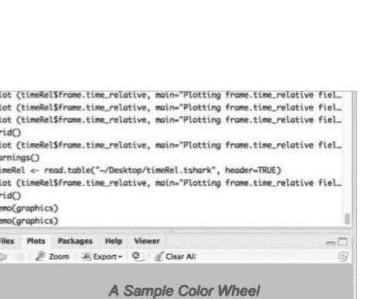 lot (timeRel$frame.time_relative, main="Plotting frame.time_relative fiel…
lot (timeRel$frame.time_relative, main="Plotting frame.time_relative fiel…
lot (timeRel$frame.time_relative, main="Plotting frame.time_relative fiel…
rid()
lot (timeRel$frame.time_relative, main="Plotting frame.time_relative fiel…
arnings()
imeRel <- read.table("~/Desktop/timeRel.tshark", header=TRUE)
lot (timeRel$frame.time_relative, main="Plotting frame.time_relative fiel…
rid()
emo(graphics)
emo(graphics)
iles Plots Packages Help Viewer
Zoom Export Clear All
A Sample Color Wheel